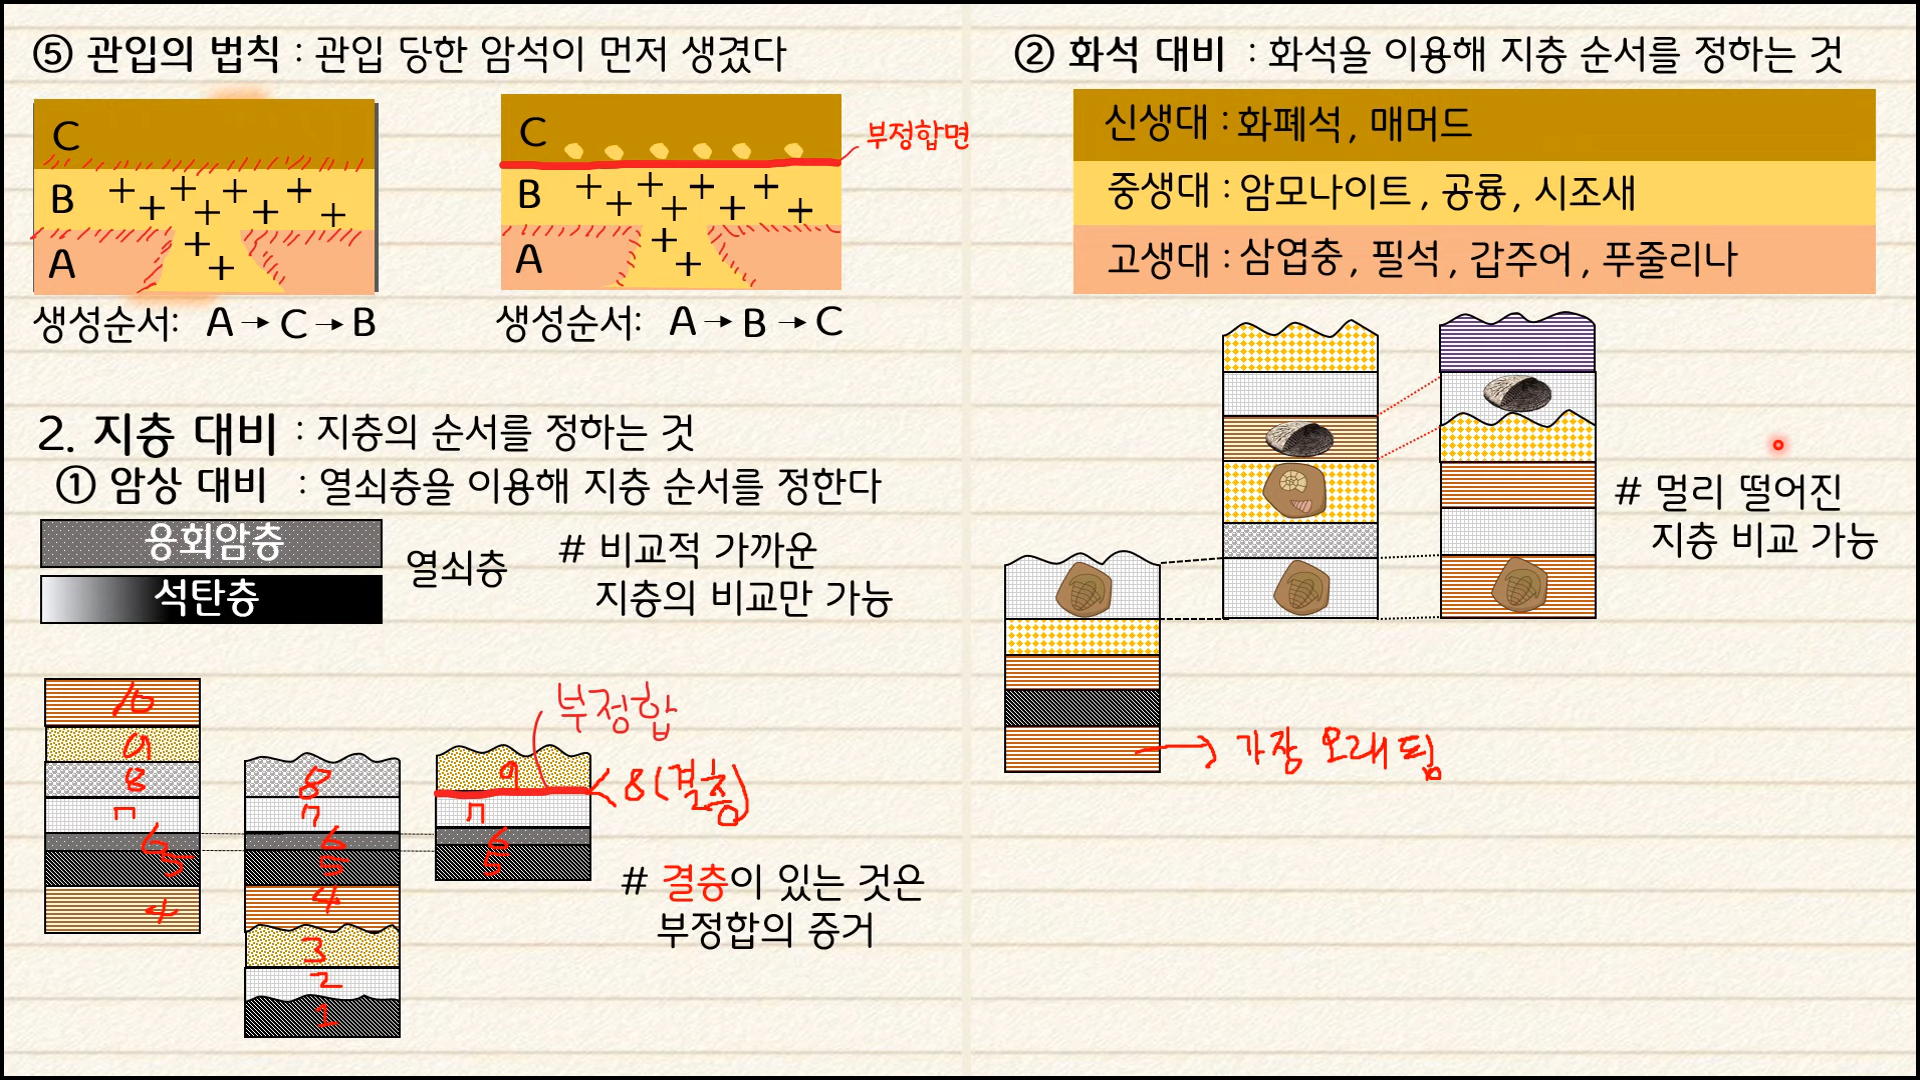 ⑤ 관입의 법칙 : 관입 당한 암석이 먼저 생겼다
C
B
A
생성순서: A → C → B
C
부정합면
B
A
생성순서: A → B → C
2. 지층 대비 : 지층의 순서를 정하는 것
① 암상 대비 : 열쇠층을 이용해 지층 순서를 정한다
응회암층
석탄층
열쇠층
# 비교적 가까운
지층의 비교만 가능
10
9
8
7
6
5
4
8
7
6
5
4
3
2
1
부정합
9
8(결층)
7
6
5
# 결층이 있는 것은
부정합의 증거
② 화석 대비 : 화석을 이용해 지층 순서를 정하는 것
신생대 : 화폐석, 매머드
중생대 : 암모나이트, 공룡, 시조새
고생대 : 삼엽충, 필석, 갑주어, 푸줄리나
# 멀리 떨어진
지층 비교 가능
→ 가장 오래됨